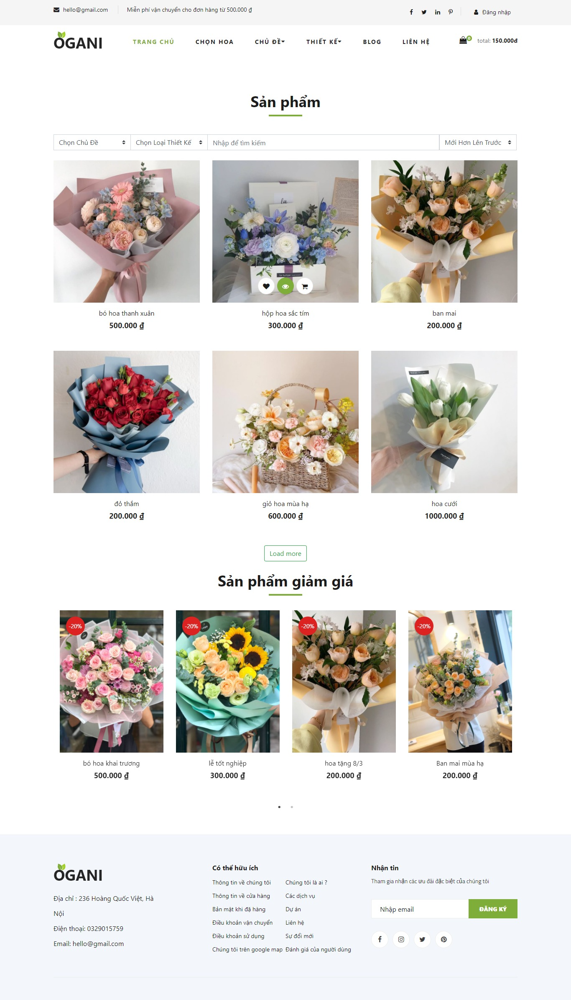 hello@gmail.com
Miễn phí vận chuyển cho đơn hàng từ 500.000 ₫
Đăng nhập
OGANI
TRANG CHỦ
CHỌN HOA
CHỦ ĐỀ
THIẾT KẾ
BLOG
LIÊN HỆ
0
total: 150.000đ
Sản phẩm
Chọn Chủ Đề
Chọn Loại Thiết Kế
Nhập để tìm kiếm
Mới Hơn Lên Trước
la
la tulipe
bó hoa thanh xuân
500.000 ₫
hộp hoa sắc tím
300.000 ₫
ban mai
200.000 ₫
đỏ thắm
200.000 ₫
giỏ hoa mùa hạ
600.000 ₫
hoa cưới
1000.000 ₫
Load more
Sản phẩm giảm giá
-20%
-20%
1989
-20%
-20%
bó hoa khai trương
500.000 ₫
lễ tốt nghiệp
300.000 ₫
hoa tặng 8/3
200.000 ₫
Ban mai mùa hạ
200.000 ₫
OGANI
Địa chỉ : 236 Hoàng Quốc Việt, Hà
Nội
Điện thoại: 0329015759
Email: hello@gmail.com
Có thể hữu ích
Thông tin về chúng tôi
Thông tin về cửa hàng
Bản mật khi đặ hàng
Điều khoản vận chuyển
Điều khoản sử dụng
Chúng tôi trên google map
Chúng tôi là ai ?
Các dịch vụ
Dự án
Liên hệ
Sự đổi mới
Đánh giá của người dùng
Nhận tin
Tham gia nhận các ưu đãi đặc biệt của chúng tôi
Nhập email
ĐĂNG KÝ